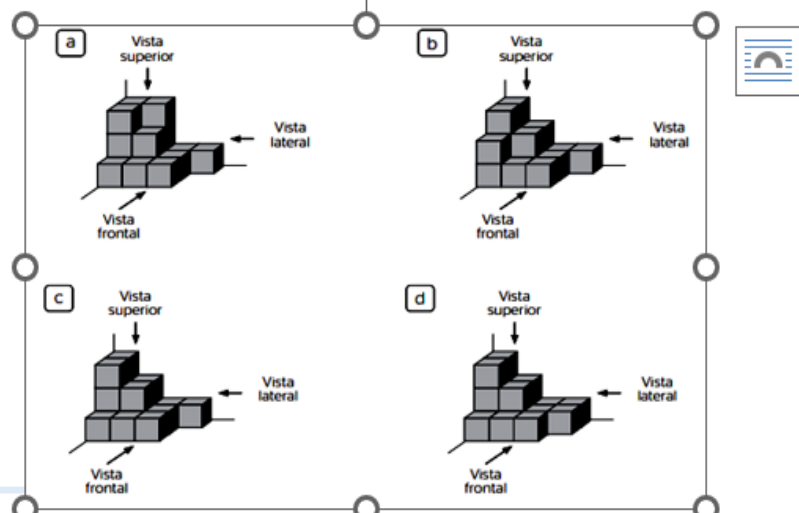 a
Vista
superior
Vista
lateral
Vista
frontal
b
Vista
superior
Vista
lateral
Vista
frontal
c
Vista
superior
Vista
lateral
Vista
frontal
d
Vista
superior
Vista
lateral
Vista
frontal